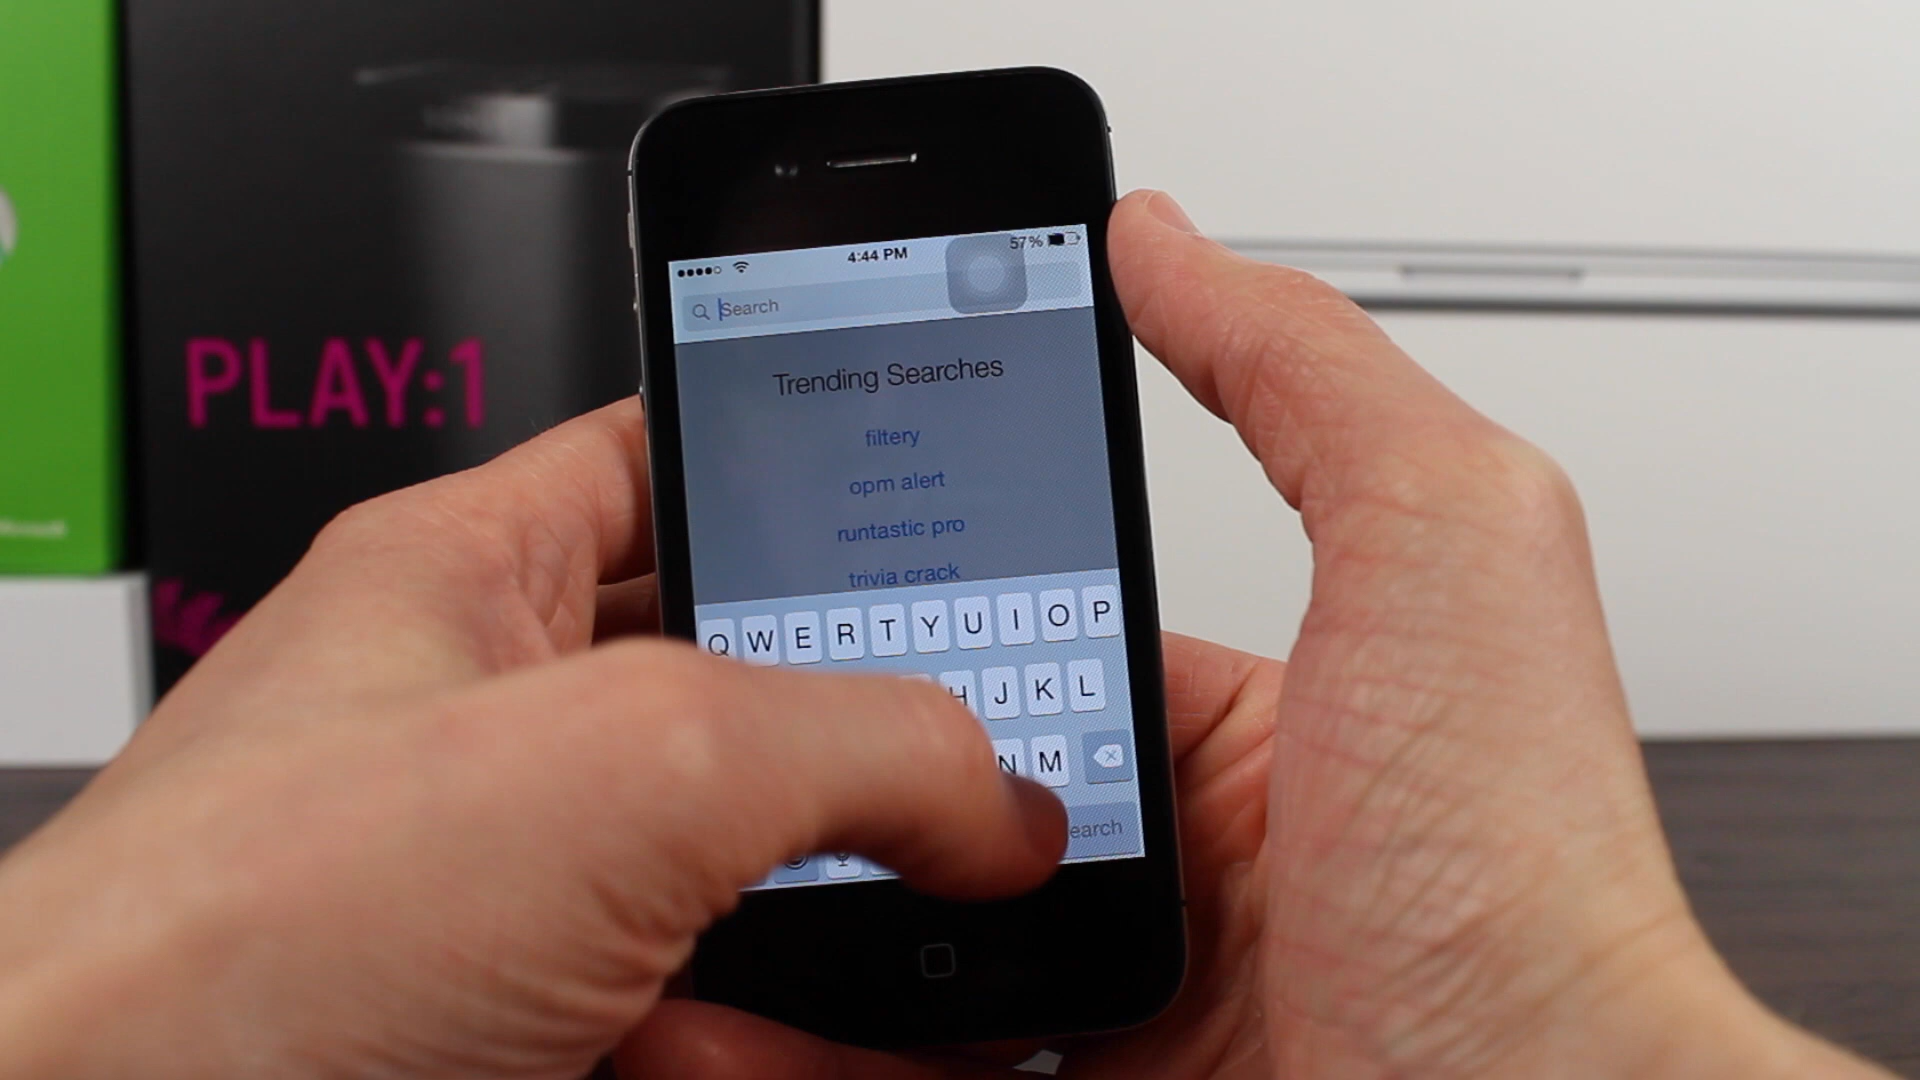 PLAY:1
4:44 PM
57%
Search
Trending Searches
filtery
opm alert
runtastic pro
trivia crack
Q W E R T Y U I O P
H J K L
N M
earch